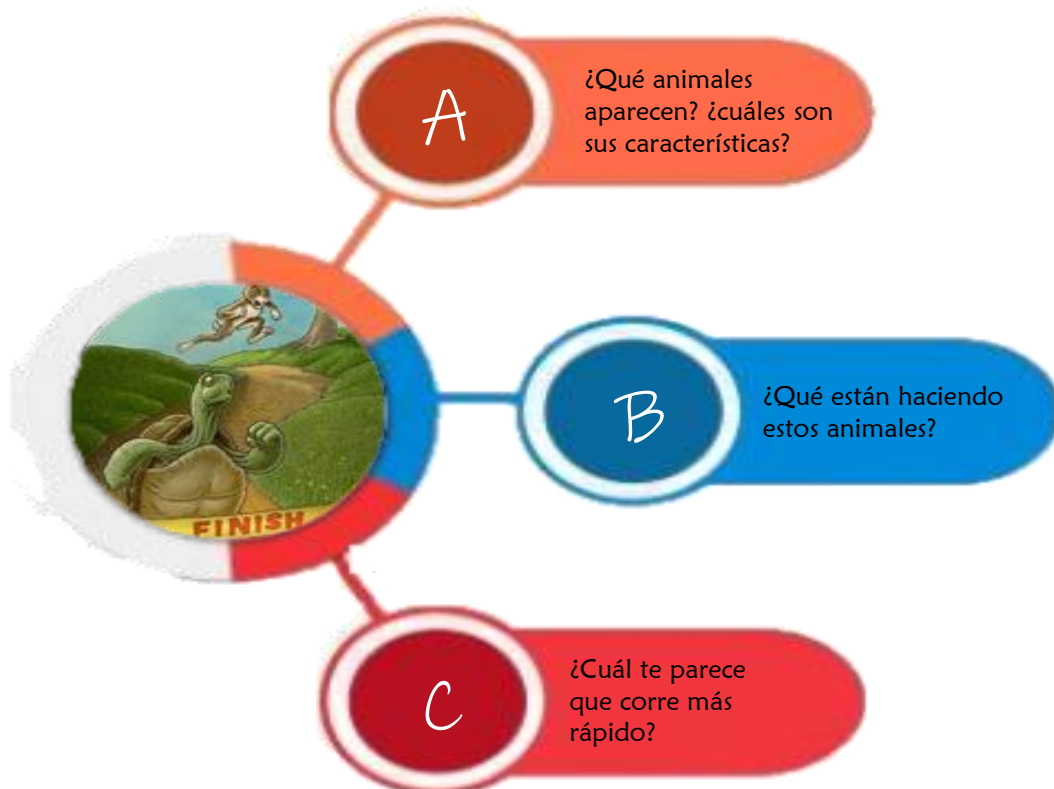 A
¿Qué animales
aparecen? ¿cuáles son
sus características?
B
¿Qué están haciendo
estos animales?
FINISH
C
¿Cuál te parece
que corre más
rápido?